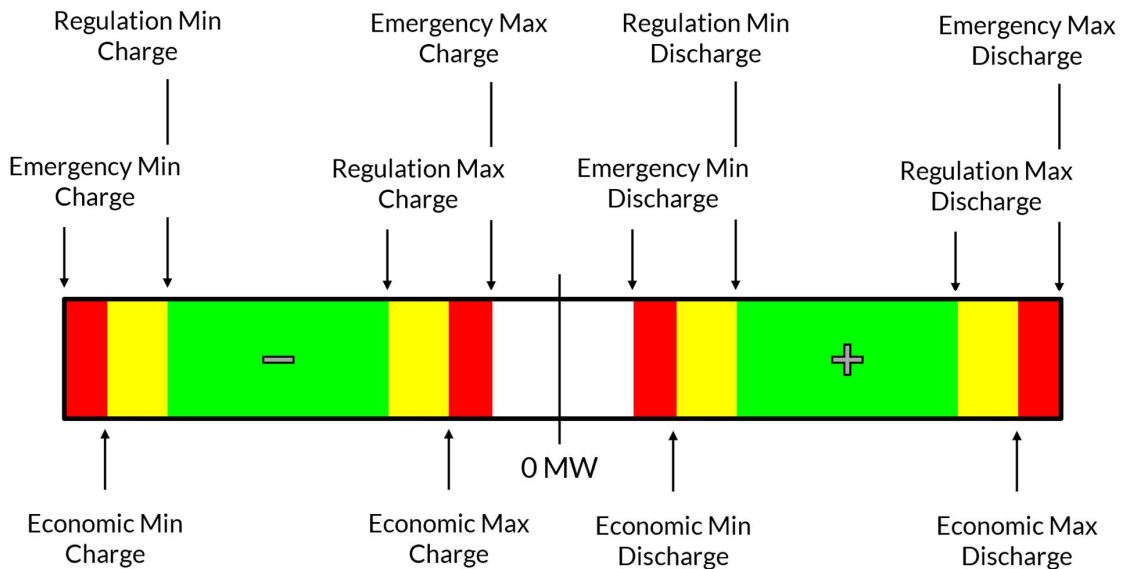 Regulation Min
Charge
Emergency Max
Charge
Regulation Min
Discharge
Emergency Max
Discharge
Emergency Min
Charge
Regulation Max
Charge
Emergency Min
Discharge
Regulation Max
Discharge
−
+
0 MW
Economic Min
Charge
Economic Max
Charge
Economic Min
Discharge
Economic Max
Discharge